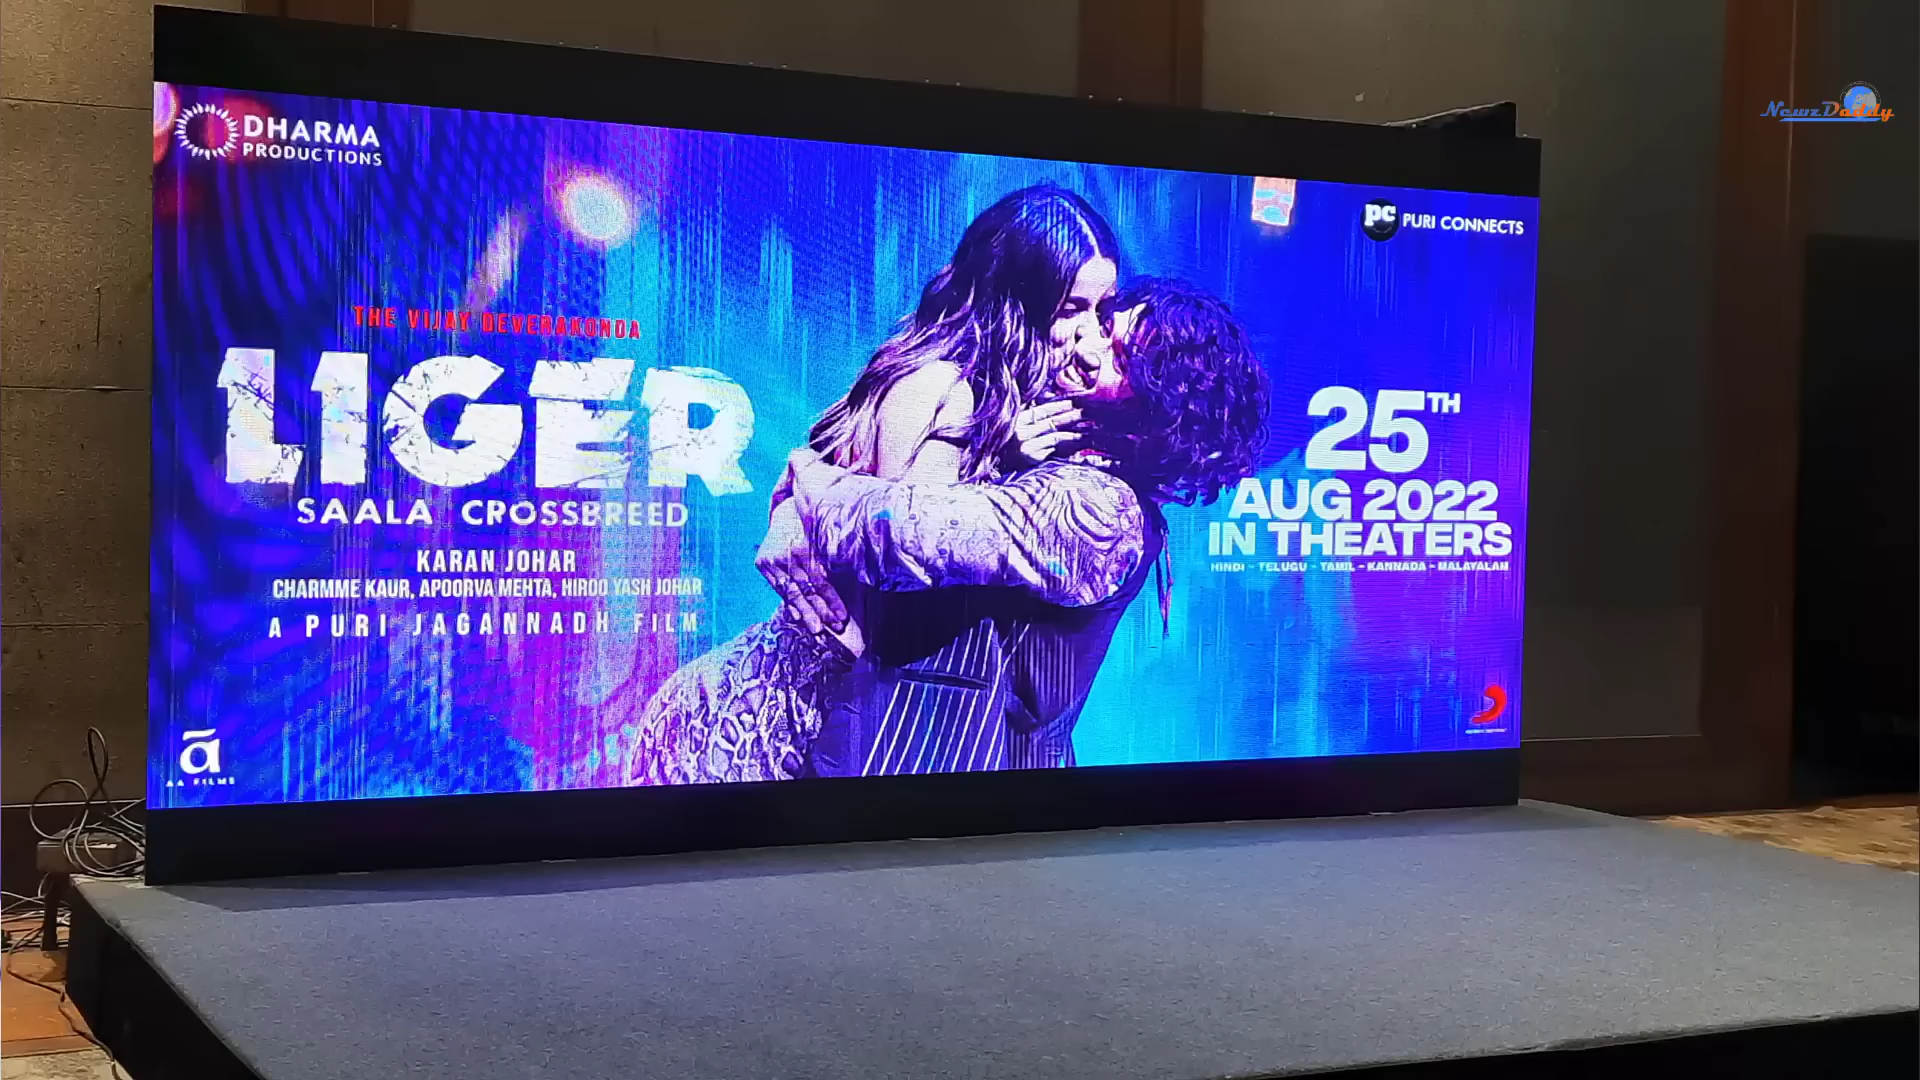 DHARMA
PRODUCTIONS
NewzDaddy
pc PURI CONNECTS
THE VIJAY DEVERAKONDA
LIGER
SAALA CROSSBREED
KARAN JOHAR
CHARMME KAUR, APOORVA MEHTA, HIROO YASH JOHAR
A PURI JAGANNADH FILM
25TH
AUG 2022
IN THEATERS
HINDI - TELUGU - TAMIL - KANNADA - MALAYALAM
a
AA FILMS